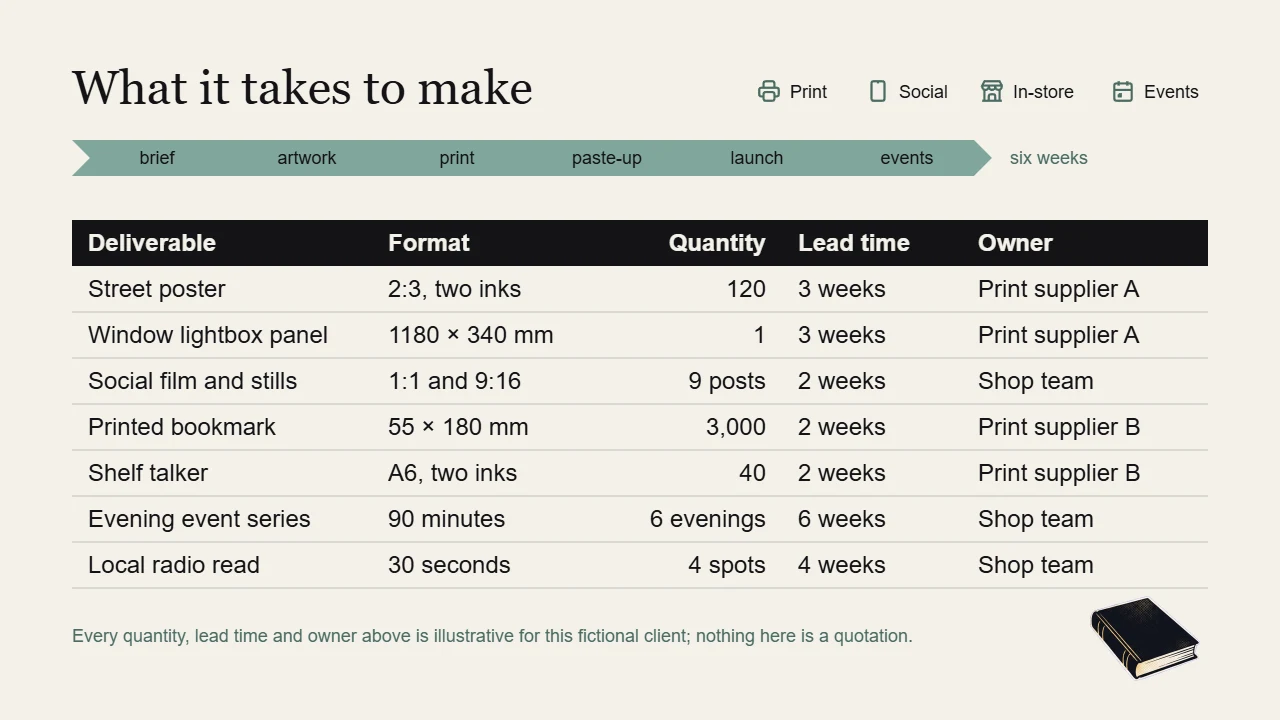 What it takes to make
Print Social In-store Events
brief artwork print paste-up launch events six weeks
Deliverable Format Quantity Lead time Owner
Street poster 2:3, two inks 120 3 weeks Print supplier A
Window lightbox panel 1180 × 340 mm 1 3 weeks Print supplier A
Social film and stills 1:1 and 9:16 9 posts 2 weeks Shop team
Printed bookmark 55 × 180 mm 3,000 2 weeks Print supplier B
Shelf talker A6, two inks 40 2 weeks Print supplier B
Evening event series 90 minutes 6 evenings 6 weeks Shop team
Local radio read 30 seconds 4 spots 4 weeks Shop team
Every quantity, lead time and owner above is illustrative for this fictional client; nothing here is a quotation.